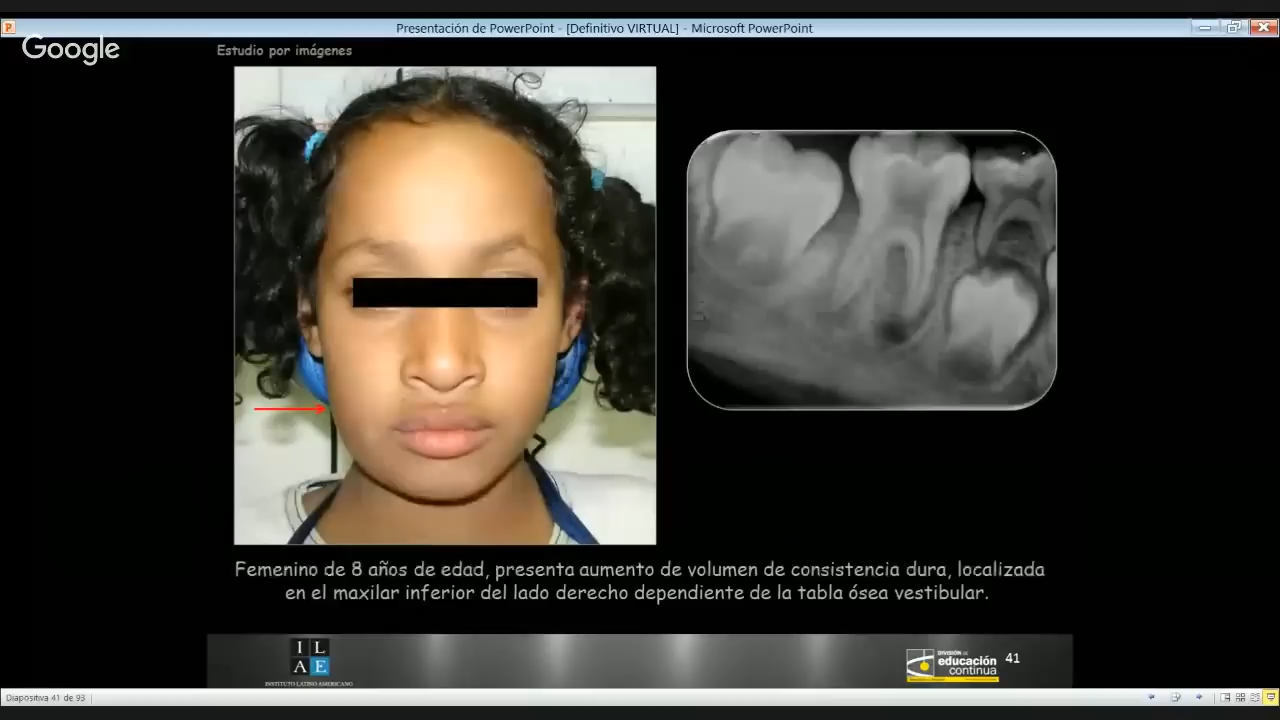 Presentación de PowerPoint - [Definitivo VIRTUAL] - Microsoft PowerPoint
Google
Estudio por imágenes
Femenino de 8 años de edad, presenta aumento de volumen de consistencia dura, localizada
en el maxilar inferior del lado derecho dependiente de la tabla ósea vestibular.
I L
A E
INSTITUTO LATINO AMERICANO
DIVISIÓN DE
educación
continua
41
Diapositiva 41 de 93